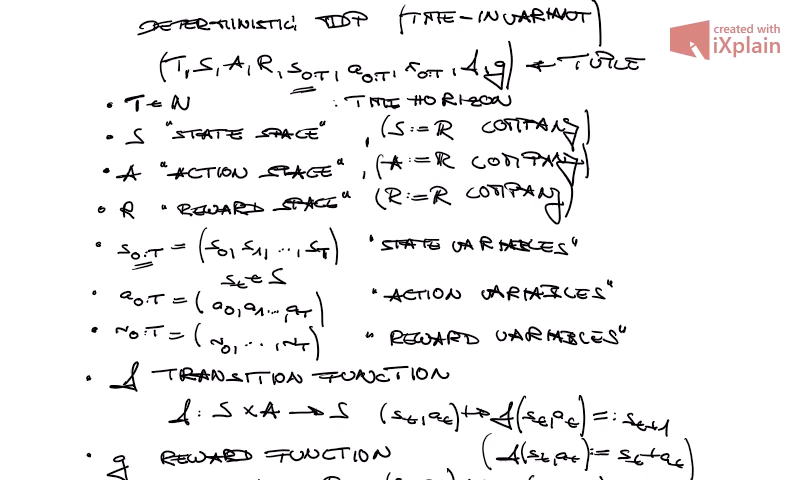 DETERMINISTIC MDP (TIME-INVARIANT)
created with
iXplain
(T, S, A, R, s0:T, a0:T, r0:T, f, g) ← TUPLE
• T ∈ N : TIME HORIZON
• S "STATE SPACE", (S := R COMPANY)
• A "ACTION SPACE", (A := R COMPANY)
• R "REWARD SPACE" (R := R COMPANY)
• s0:T = (s0, s1, ..., sT) "STATE VARIABLES"
st ∈ S
• a0:T = (a0, a1..., aT) "ACTION VARIABLES"
• r0:T = (r0, ..., rT) "REWARD VARIABLES"
• f TRANSITION FUNCTION
f : S × A → S (st, at) ↦ f(st, at) =: st+1
• g REWARD FUNCTION (f(st, at) := st + at)